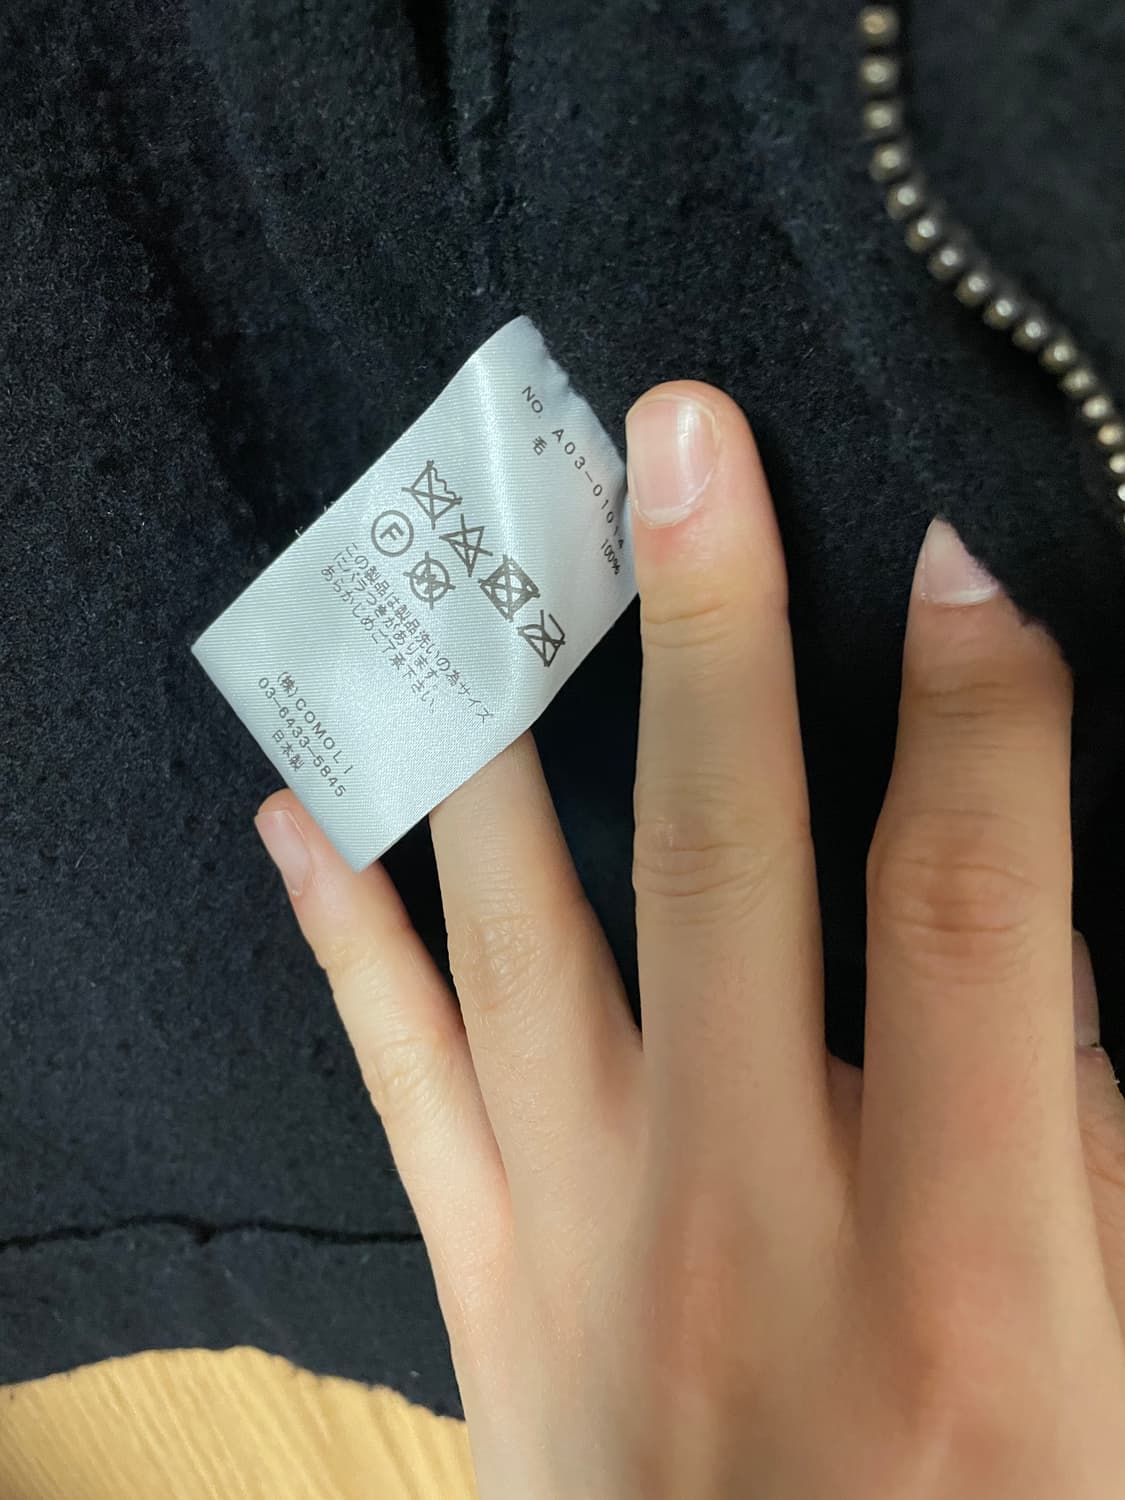 NO. A03-01014
毛 100%
F
W
この製品は製品洗いの為サイズ
にバラつきがあります。
あらかじめご了承下さい。
(株)COMOLI
03-6433-5845
日本製